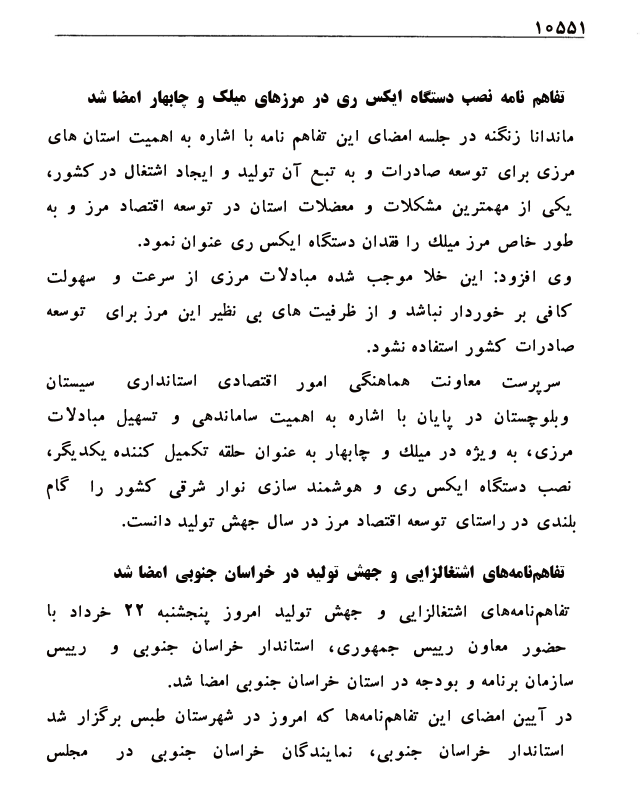 ۱۰۵۵۱
تفاهم نامه نصب دستگاه ایکس ری در مرزهای میلک و چابهار امضا شد
ماندانا زنگنه در جلسه امضای این تفاهم نامه با اشاره به اهمیت استان های
مرزی برای توسعه صادرات و به تبع آن تولید و ایجاد اشتغال در کشور،
یکی از مهمترین مشکلات و معضلات استان در توسعه اقتصاد مرز و به
طور خاص مرز میلک را فقدان دستگاه ایکس ری عنوان نمود.
وی افزود: این خلا موجب شده مبادلات مرزی از سرعت و سهولت
کافی بر خوردار نباشد و از ظرفیت های بی نظیر این مرز برای توسعه
صادرات کشور استفاده نشود.
سرپرست معاونت هماهنگی امور اقتصادی استانداری سیستان
وبلوچستان در پایان با اشاره به اهمیت ساماندهی و تسهیل مبادلات
مرزی، به ویژه در میلک و چابهار به عنوان حلقه تکمیل کننده یکدیگر،
نصب دستگاه ایکس ری و هوشمند سازی نوار شرقی کشور را گام
بلندی در راستای توسعه اقتصاد مرز در سال جهش تولید دانست.
تفاهم‌نامه‌های اشتغالزایی و جهش تولید در خراسان جنوبی امضا شد
تفاهم‌نامه‌های اشتغالزایی و جهش تولید امروز پنجشنبه ۲۲ خرداد با
حضور معاون رییس جمهوری، استاندار خراسان جنوبی و رییس
سازمان برنامه و بودجه در استان خراسان جنوبی امضا شد.
در آیین امضای این تفاهم‌نامه‌ها که امروز در شهرستان طبس برگزار شد
استاندار خراسان جنوبی، نمایندگان خراسان جنوبی در مجلس